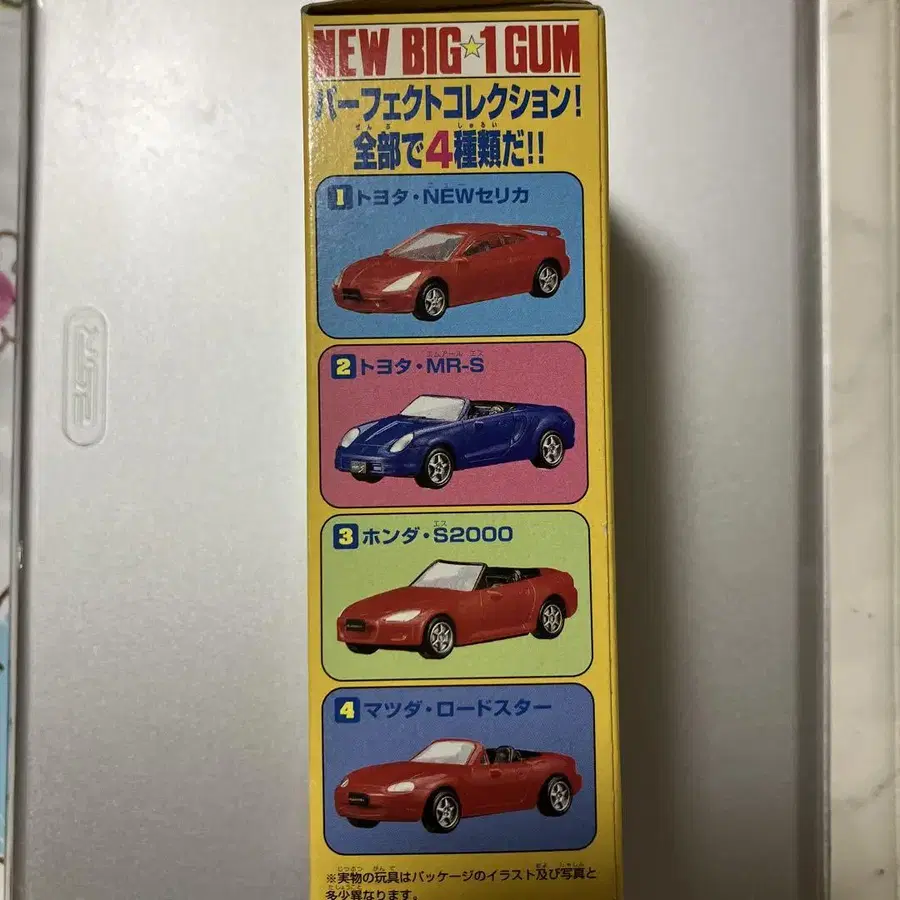 NEW BIG☆1 GUM
パーフェクトコレクション!
全部で4種類だ!!
1 トヨタ・NEWセリカ
2 トヨタ・MR-S
3 ホンダ・S2000
4 マツダ・ロードスター
※実物の玩具はパッケージのイラスト及び写真と
多少異なります。